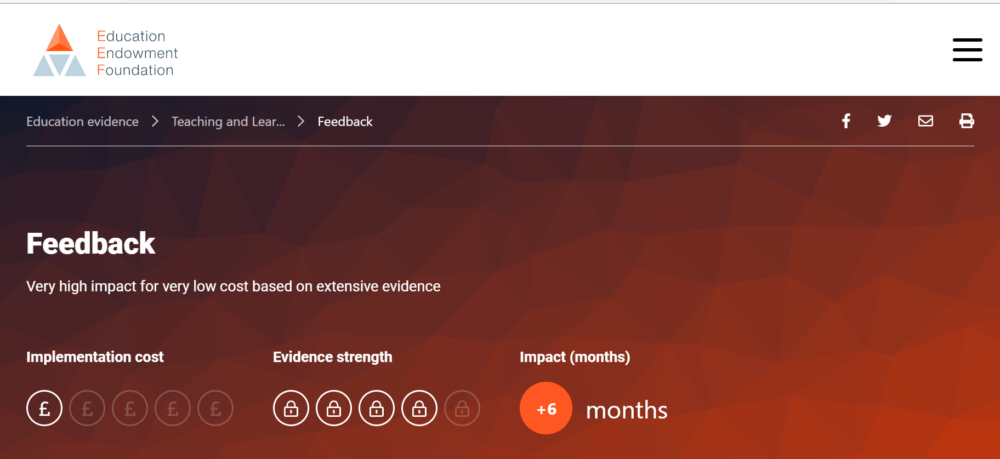 Education
Endowment
Foundation
Education evidence
Teaching and Lear...
Feedback
Feedback
Very high impact for very low cost based on extensive evidence
Implementation cost
Evidence strength
Impact (months)
£ £ £ £ £
+6 months